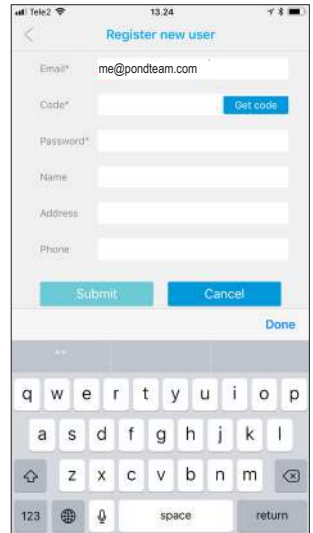 Tele2 13.24
Register new user
Email* me@pondteam.com
Code* Get code
Password*
Name
Address
Phone
Submit Cancel
Done
""
q w e r t y u i o p
a s d f g h j k l
z x c v b n m
123 space return